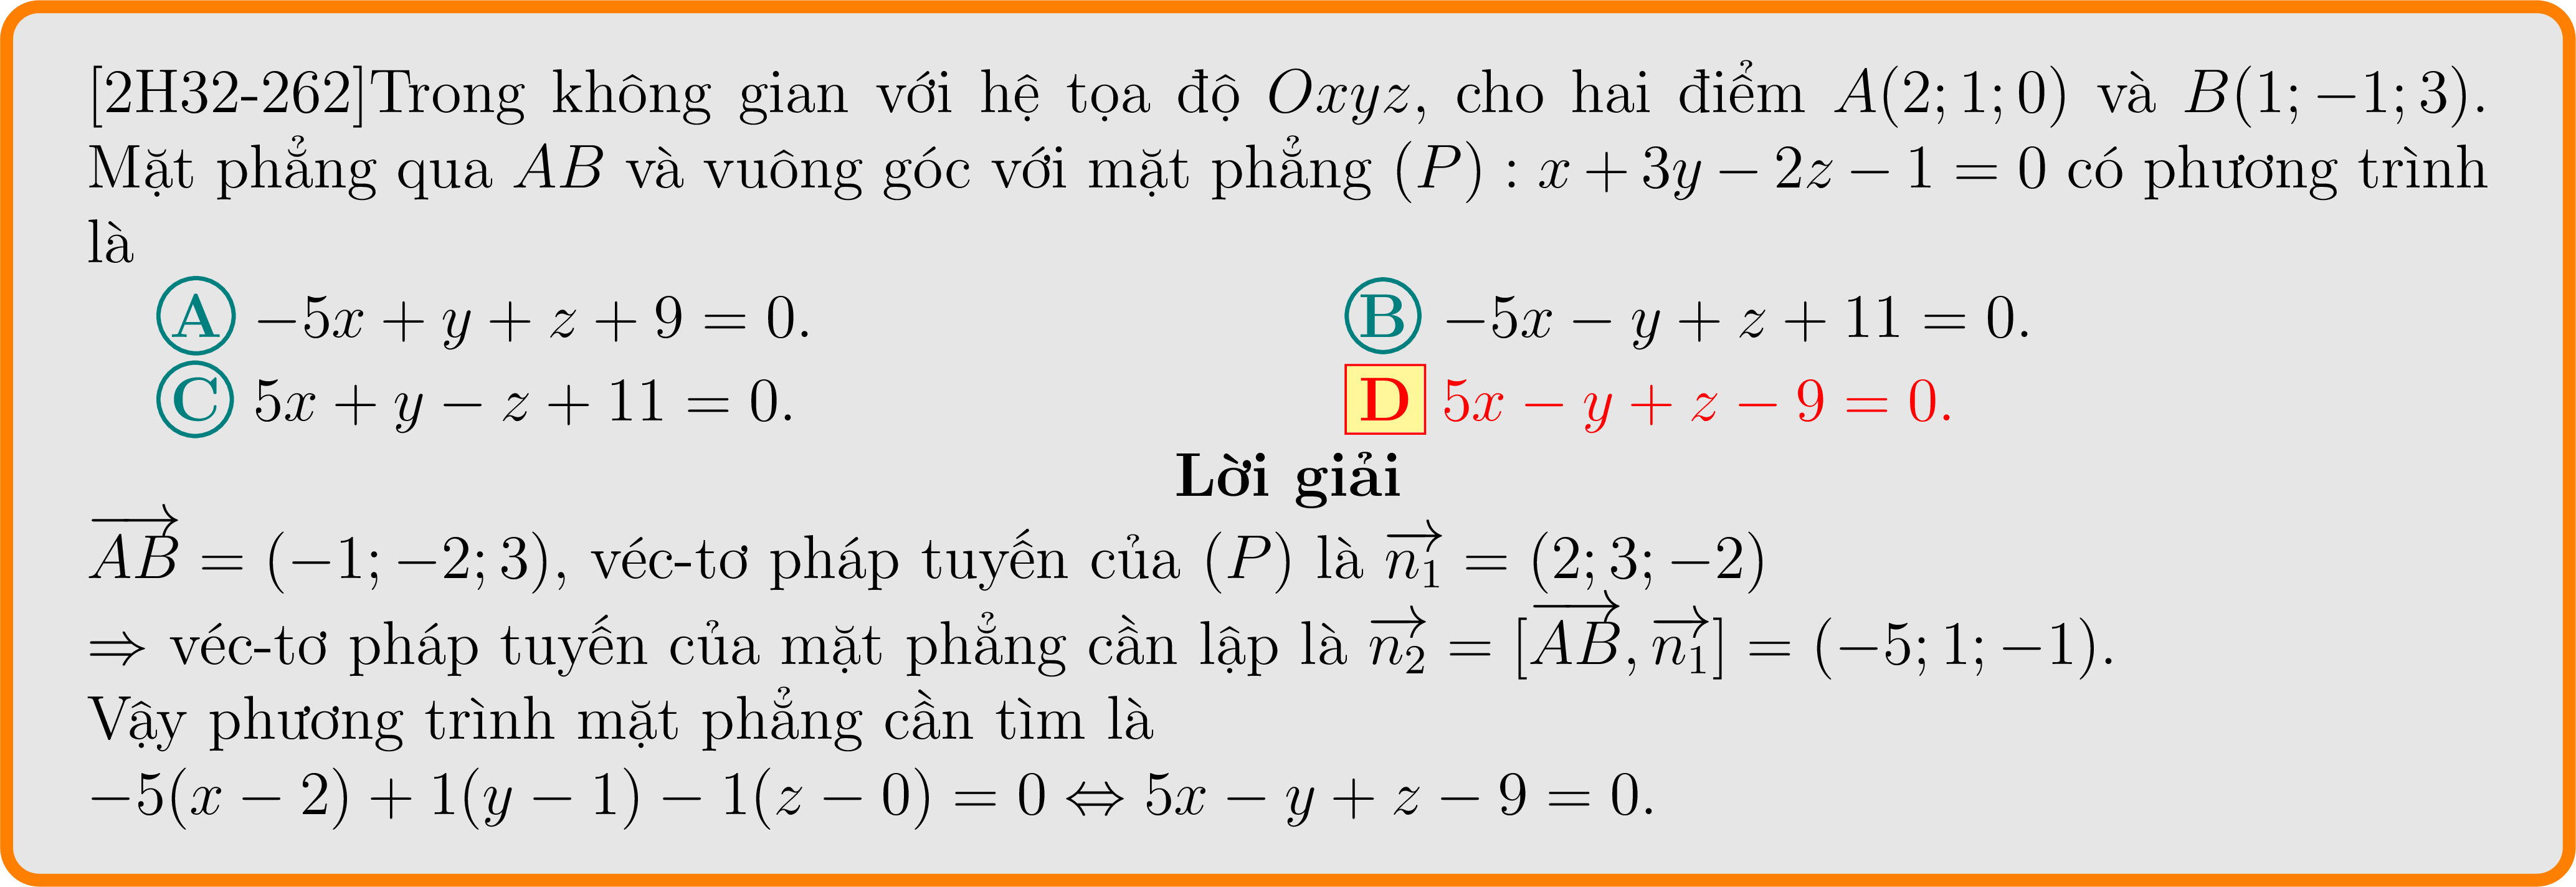 [2H32-262]Trong không gian với hệ tọa độ Oxyz, cho hai điểm A(2; 1; 0) và B(1; −1; 3).
Mặt phẳng qua AB và vuông góc với mặt phẳng (P) : x + 3y − 2z − 1 = 0 có phương trình
là
A −5x + y + z + 9 = 0. B −5x − y + z + 11 = 0.
C 5x + y − z + 11 = 0. D 5x − y + z − 9 = 0.
Lời giải
$\overrightarrow{AB}$ = (−1; −2; 3), véc-tơ pháp tuyến của (P) là $\overrightarrow{n_1}$ = (2; 3; −2)
⇒ véc-tơ pháp tuyến của mặt phẳng cần lập là $\overrightarrow{n_2}$ = [$\overrightarrow{AB}$, $\overrightarrow{n_1}$] = (−5; 1; −1).
Vậy phương trình mặt phẳng cần tìm là
−5(x − 2) + 1(y − 1) − 1(z − 0) = 0 ⇔ 5x − y + z − 9 = 0.